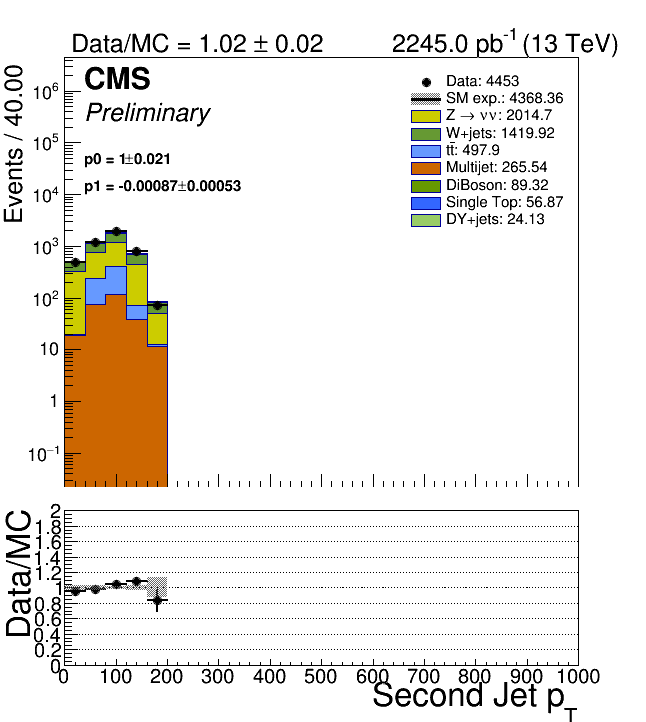 Data/MC = 1.02 ± 0.02 2245.0 pb⁻¹ (13 TeV)
CMS
Preliminary
p0 = 1±0.021
p1 = -0.00087±0.00053
Data: 4453
SM exp.: 4368.36
Z → νν: 2014.7
W+jets: 1419.92
tt̄: 497.9
Multijet: 265.54
DiBoson: 89.32
Single Top: 56.87
DY+jets: 24.13
Events / 40.00
10⁶
10⁵
10⁴
10³
10²
10
1
10⁻¹
Data/MC
2
1.8
1.6
1.4
1.2
1
0.8
0.6
0.4
0.2
0
0 100 200 300 400 500 600 700 800 900 1000
Second Jet p_T